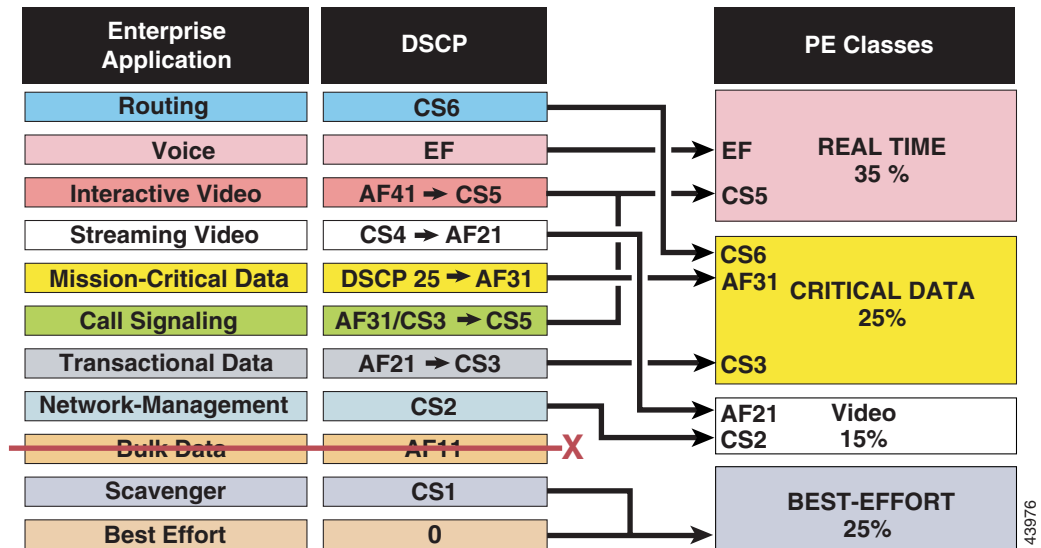 Enterprise
Application
DSCP
PE Classes
Routing
CS6
Voice
EF
Interactive Video
AF41 → CS5
Streaming Video
CS4 → AF21
Mission-Critical Data
DSCP 25 → AF31
Call Signaling
AF31/CS3 → CS5
Transactional Data
AF21 → CS3
Network-Management
CS2
Bulk Data
AF11
X
Scavenger
CS1
Best Effort
0
EF
REAL TIME
35 %
CS5
CS6
AF31
CRITICAL DATA
25%
CS3
AF21
Video
CS2
15%
BEST-EFFORT
25%
43976